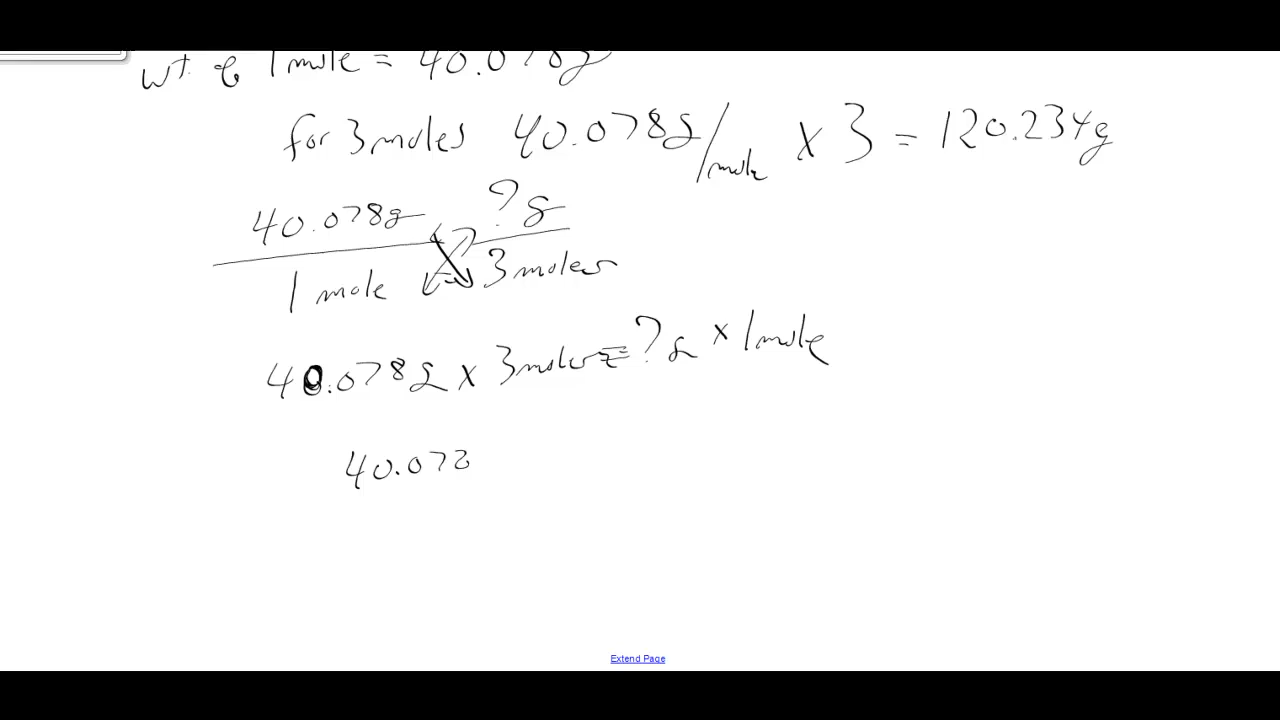 wt. of 1 mole = 40.078g
for 3 moles 40.078g/mole x 3 = 120.234g
40.078g ? g
1 mole 3 moles
40.078g x 3 moles = ? g x 1 mole
40.078
Extend Page